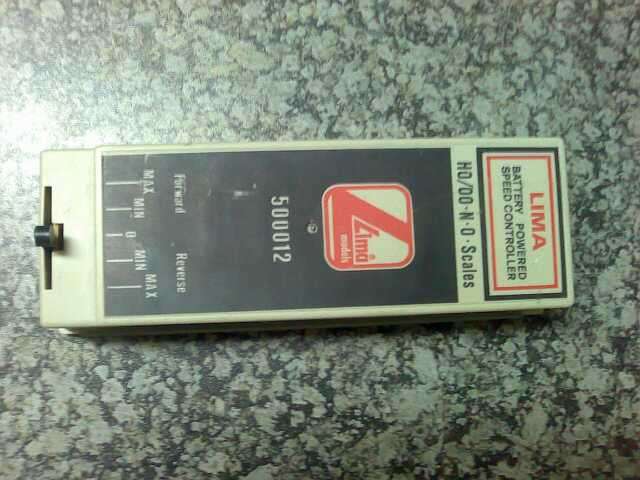 LIMA
BATTERY POWERED
SPEED CONTROLLER
HO/OO-N-O-Scales
Lima
models
500012
Forward Reverse
MAX MIN 0 MIN MAX